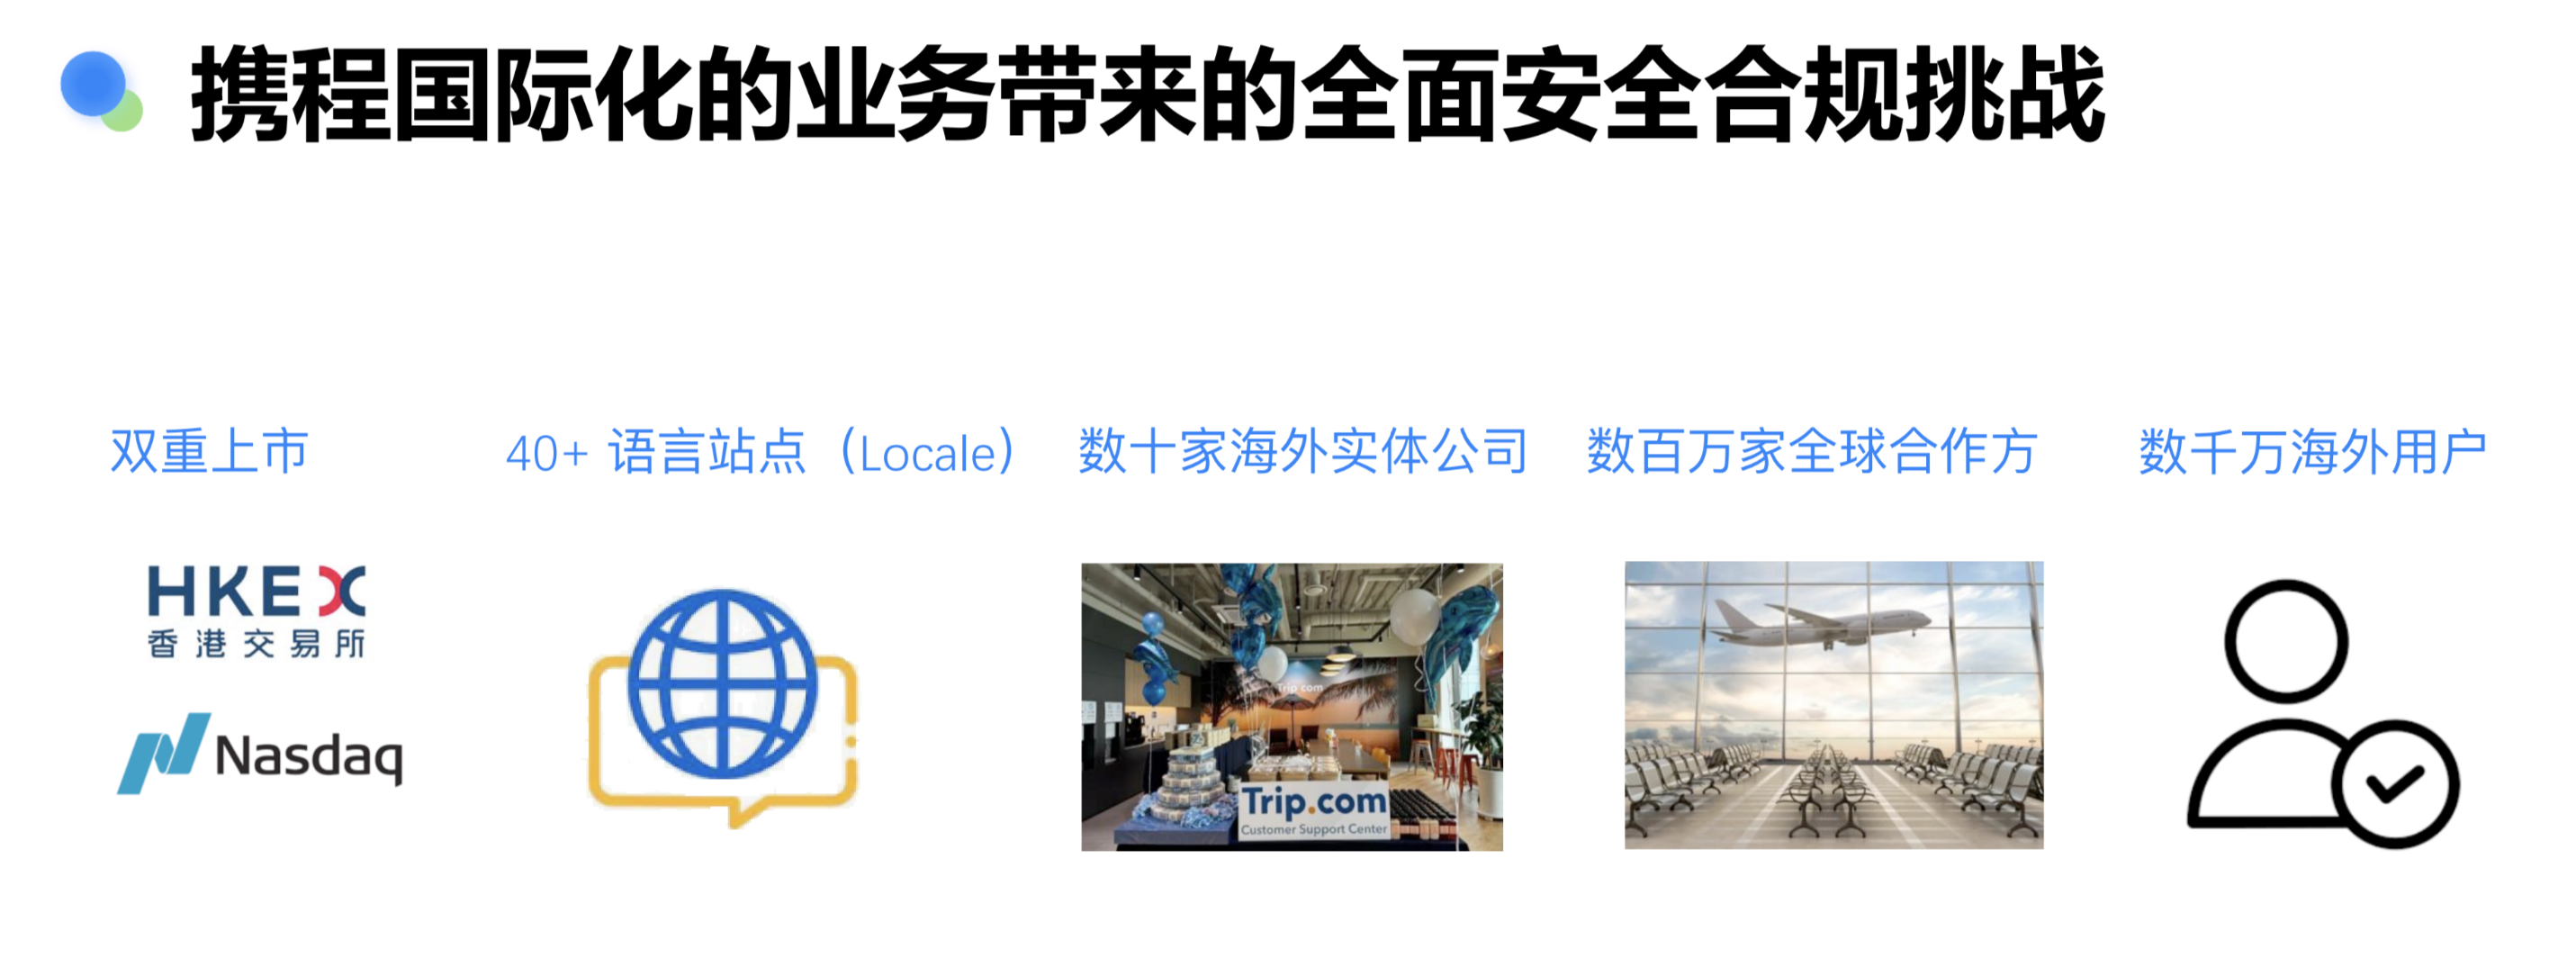 携程国际化的业务带来的全面安全合规挑战
双重上市
40+ 语言站点（Locale）
数十家海外实体公司
数百万家全球合作方
数千万海外用户
HKEX
香港交易所
Nasdaq
Trip.com
Trip.com
Customer Support Center